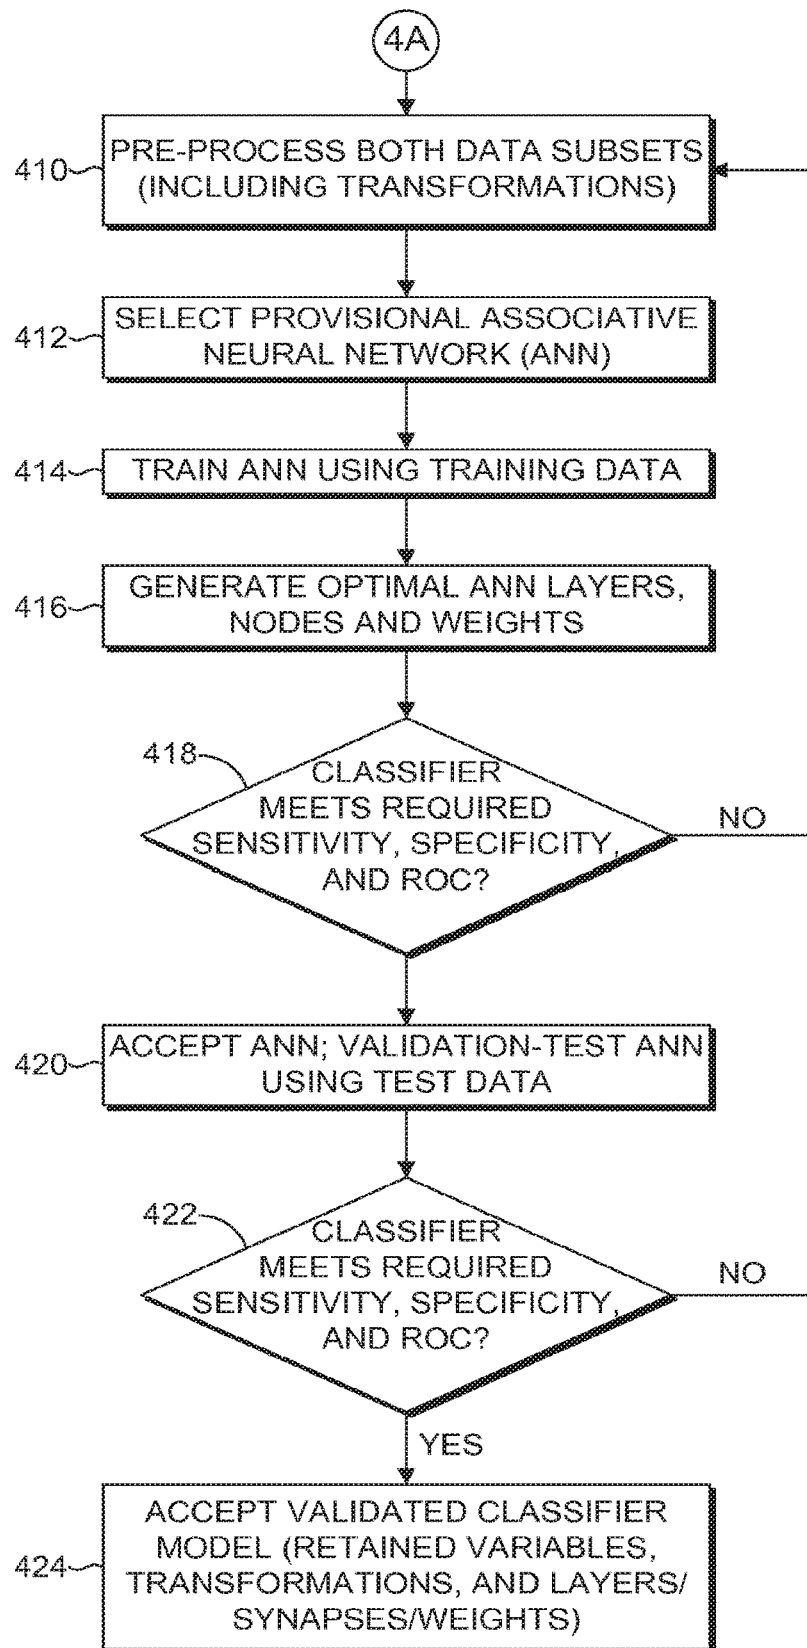 4A
410
PRE-PROCESS BOTH DATA SUBSETS
(INCLUDING TRANSFORMATIONS)
412
SELECT PROVISIONAL ASSOCIATIVE
NEURAL NETWORK (ANN)
414
TRAIN ANN USING TRAINING DATA
416
GENERATE OPTIMAL ANN LAYERS,
NODES AND WEIGHTS
418
CLASSIFIER
MEETS REQUIRED
SENSITIVITY, SPECIFICITY,
AND ROC?
NO
420
ACCEPT ANN; VALIDATION-TEST ANN
USING TEST DATA
422
CLASSIFIER
MEETS REQUIRED
SENSITIVITY, SPECIFICITY,
AND ROC?
NO
YES
424
ACCEPT VALIDATED CLASSIFIER
MODEL (RETAINED VARIABLES,
TRANSFORMATIONS, AND LAYERS/
SYNAPSES/WEIGHTS)